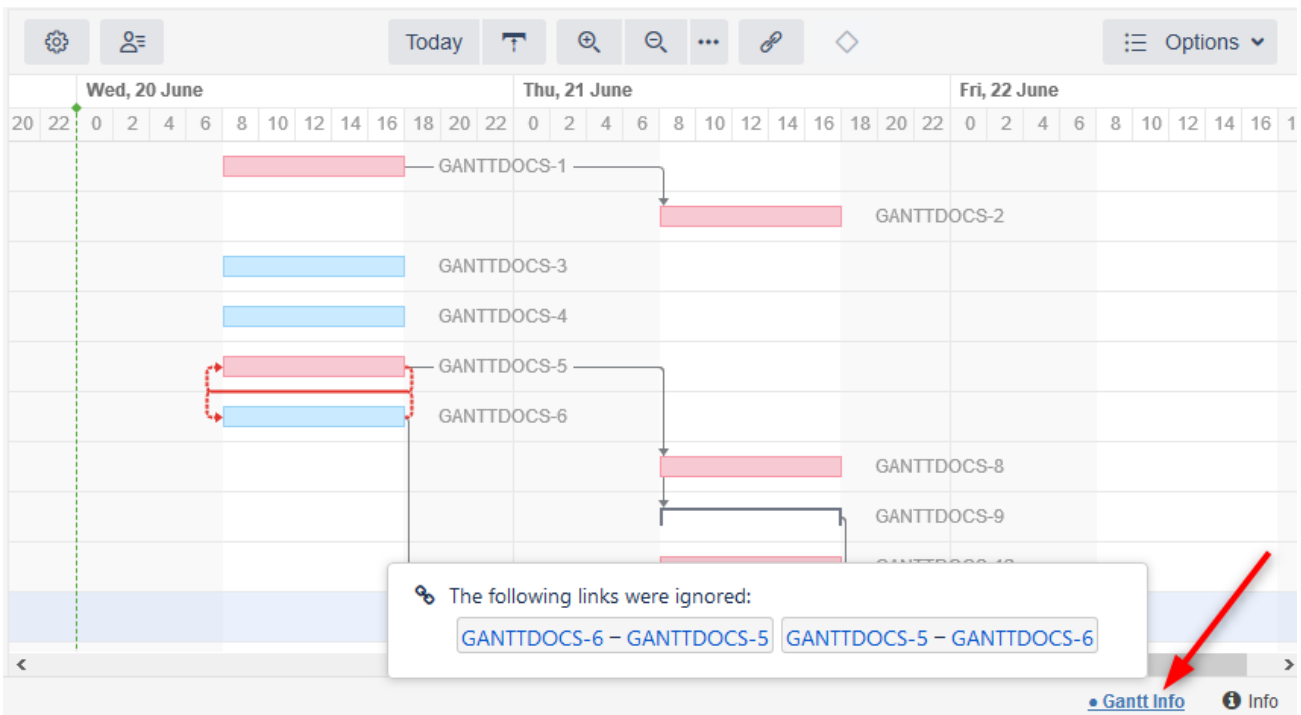 Today ••• Options
Wed, 20 June Thu, 21 June Fri, 22 June
20 22 0 2 4 6 8 10 12 14 16 18 20 22 0 2 4 6 8 10 12 14 16 18 20 22 0 2 4 6 8 10 12 14 16 1
GANTTDOCS-1
GANTTDOCS-2
GANTTDOCS-3
GANTTDOCS-4
GANTTDOCS-5
GANTTDOCS-6
GANTTDOCS-8
GANTTDOCS-9
The following links were ignored:
GANTTDOCS-6 – GANTTDOCS-5 GANTTDOCS-5 – GANTTDOCS-6
• Gantt Info Info